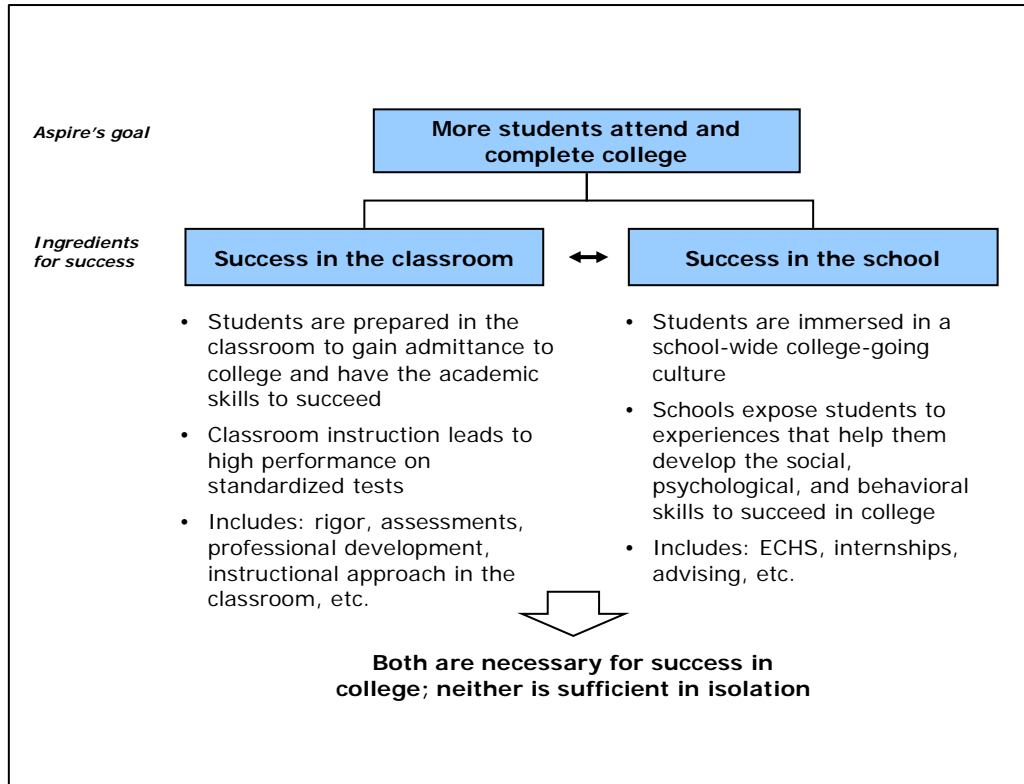 Aspire's goal
More students attend and
complete college
Ingredients
for success
Success in the classroom
Success in the school
• Students are prepared in the
classroom to gain admittance to
college and have the academic
skills to succeed
• Classroom instruction leads to
high performance on
standardized tests
• Includes: rigor, assessments,
professional development,
instructional approach in the
classroom, etc.
• Students are immersed in a
school-wide college-going
culture
• Schools expose students to
experiences that help them
develop the social,
psychological, and behavioral
skills to succeed in college
• Includes: ECHS, internships,
advising, etc.
Both are necessary for success in
college; neither is sufficient in isolation